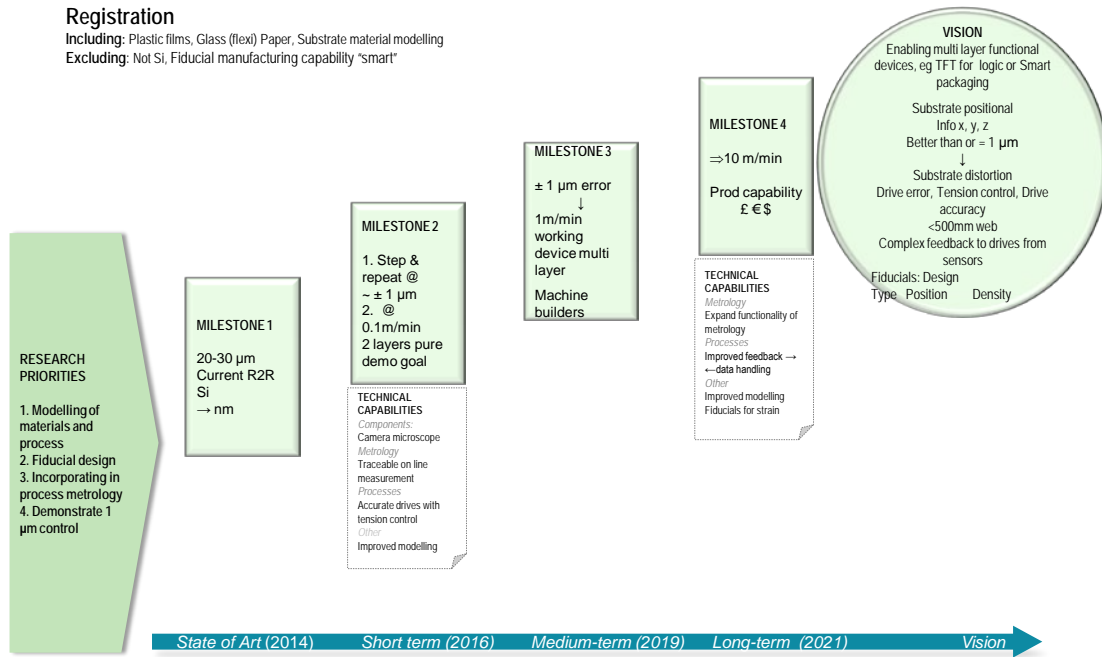 Registration
Including: Plastic films, Glass (flexi) Paper, Substrate material modelling
Excluding: Not Si, Fiducial manufacturing capability “smart”
RESEARCH
PRIORITIES
1. Modelling of
materials and
process
2. Fiducial design
3. Incorporating in
process metrology
4. Demonstrate 1
µm control
MILESTONE 1
20-30 µm
Current R2R
Si
→ nm
MILESTONE 2
1. Step &
repeat @
~ ± 1 µm
2. @
0.1m/min
2 layers pure
demo goal
TECHNICAL
CAPABILITIES
Components:
Camera microscope
Metrology
Traceable on line
measurement
Processes
Accurate drives with
tension control
Other
Improved modelling
MILESTONE 3
± 1 µm error
↓
1m/min
working
device multi
layer
Machine
builders
MILESTONE 4
⇒10 m/min
Prod capability
£ € $
TECHNICAL
CAPABILITIES
Metrology
Expand functionality of
metrology
Processes
Improved feedback →
←data handling
Other
Improved modelling
Fiducials for strain
VISION
Enabling multi layer functional
devices, eg TFT for logic or Smart
packaging
Substrate positional
Info x, y, z
Better than or = 1 µm
↓
Substrate distortion
Drive error, Tension control, Drive
accuracy
<500mm web
Complex feedback to drives from
sensors
Fiducials: Design
Type Position Density
State of Art (2014) Short term (2016) Medium-term (2019) Long-term (2021) Vision